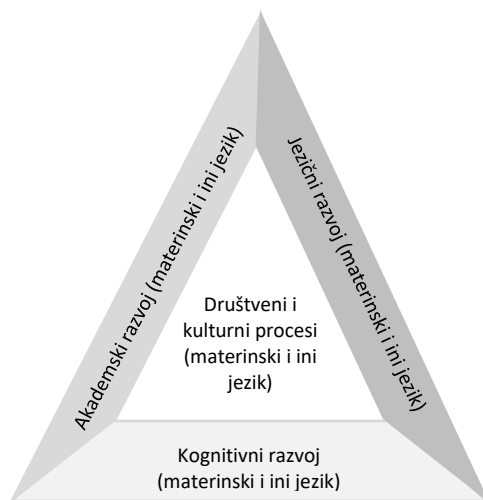 Akademski razvoj (materinski i ini jezik)
Jezični razvoj (materinski i ini jezik)
Društveni i
kulturni procesi
(materinski i ini
jezik)
Kognitivni razvoj
(materinski i ini jezik)